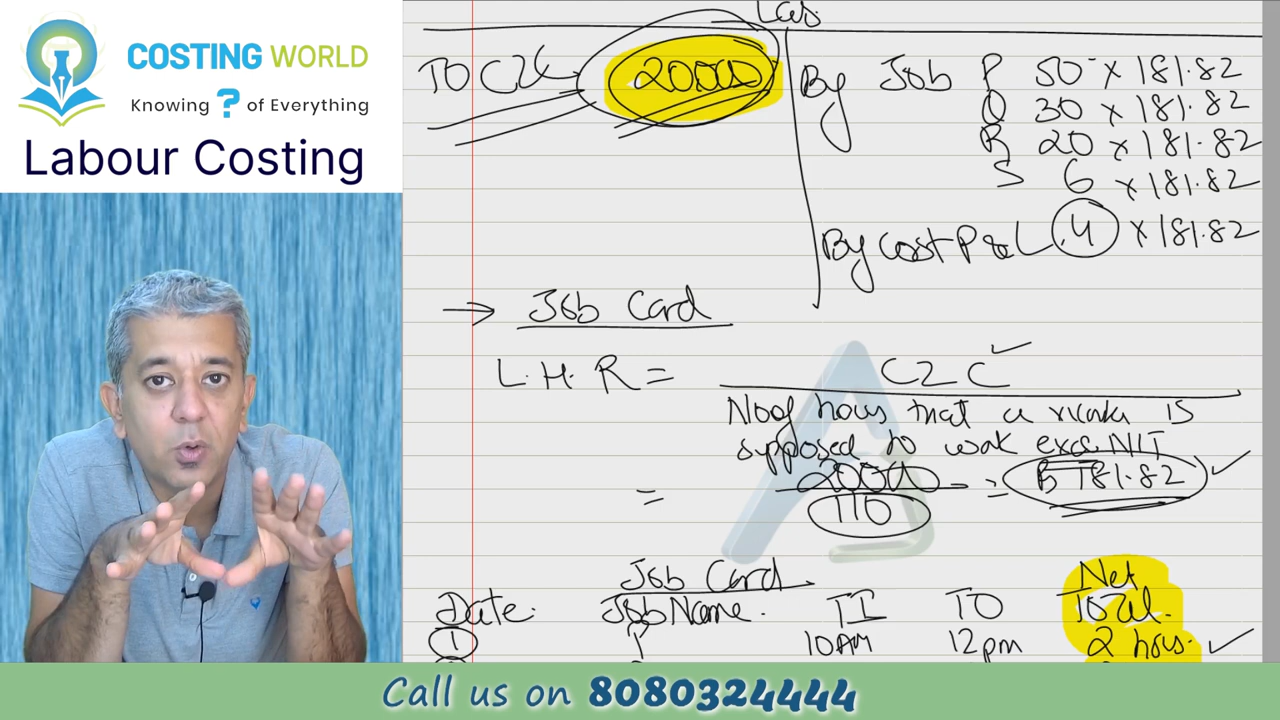 COSTING WORLD
Knowing ? of Everything
Labour Costing
Lab.
TO C2C 20000
By Job P 50 × 181.82
Q 30 × 181.82
R 20 × 181.82
S 6 × 181.82
By cost P & L 4 × 181.82
→ Job Card
L.H.R = C2C
No of hours that a worker is
supposed to work exc. NIT
= 20000 = 181.82
110
Job Card
Date. Job Name. TI TO Net Total.
1 P 10AM 12pm 2 hours.
Call us on 8080324444